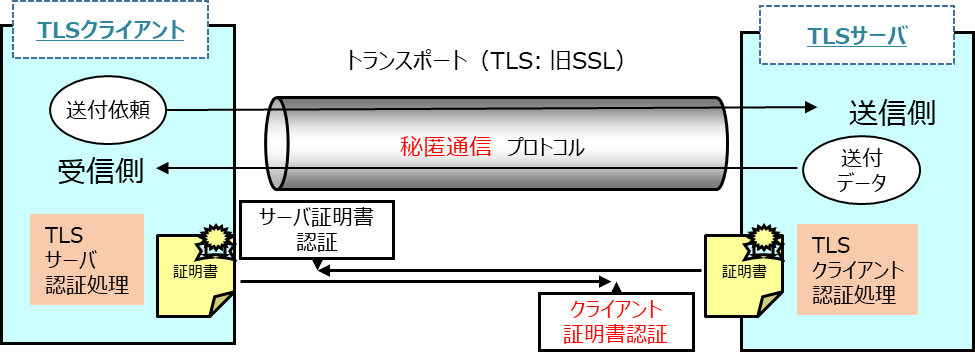 TLSクライアント
TLSサーバ
トランスポート（TLS: 旧SSL）
送付依頼
送信側
秘匿通信 プロトコル
受信側
送付
データ
サーバ証明書
認証
TLS
サーバ
認証処理
証明書
証明書
TLS
クライアント
認証処理
クライアント
証明書認証